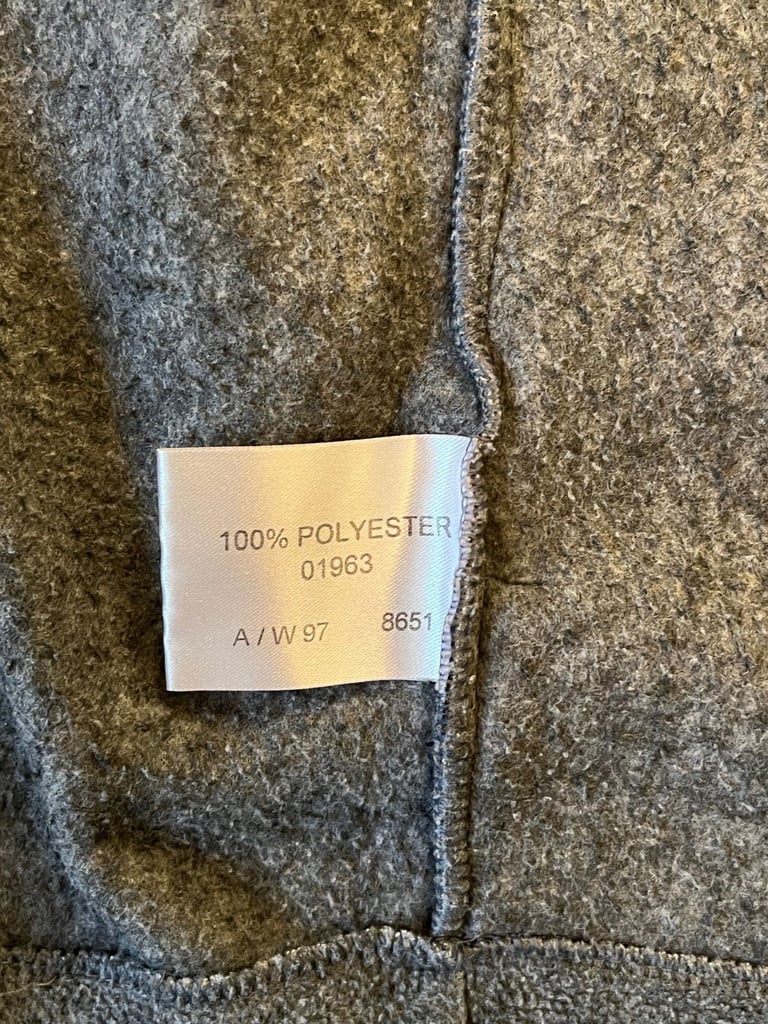 100% POLYESTER
01963
A / W 97 8651